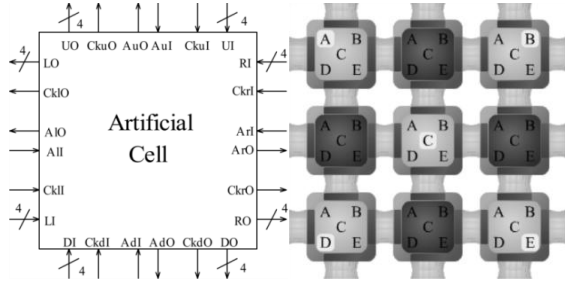 4 4
UO CkuO AuO AuI CkuI UI
4 LO RI 4
CklO CkrI
Artificial
AlO ArI
Cell
AlI ArO
CklI CkrO
4 LI RO 4
DI CkdI AdI AdO CkdO DO
4 4
A B A B A B
C C C
D E D E D E
A B A B A B
C C C
D E D E D E
A B A B A B
C C C
D E D E D E